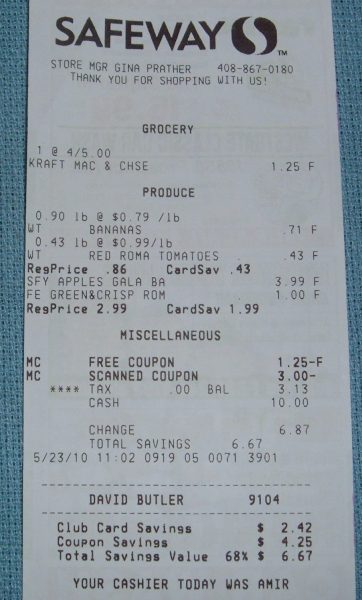 SAFEWAY
TM
STORE MGR GINA PRATHER 408-867-0180
THANK YOU FOR SHOPPING WITH US!
GROCERY
1 @ 4/5.00
KRAFT MAC & CHSE 1.25 F
PRODUCE
0.90 lb @ $0.79 /lb
WT BANANAS .71 F
0.43 lb @ $0.99/lb
WT RED ROMA TOMATOES .43 F
RegPrice .86 CardSav .43
SFY APPLES GALA BA 3.99 F
FE GREEN&CRISP ROM 1.00 F
RegPrice 2.99 CardSav 1.99
MISCELLANEOUS
MC FREE COUPON 1.25-F
MC SCANNED COUPON 3.00-
**** TAX .00 BAL 3.13
CASH 10.00
CHANGE 6.87
TOTAL SAVINGS 6.67
5/23/10 11:02 0919 05 0071 3901
DAVID BUTLER 9104
Club Card Savings $ 2.42
Coupon Savings $ 4.25
Total Savings Value 68% $ 6.67
YOUR CASHIER TODAY WAS AMIR